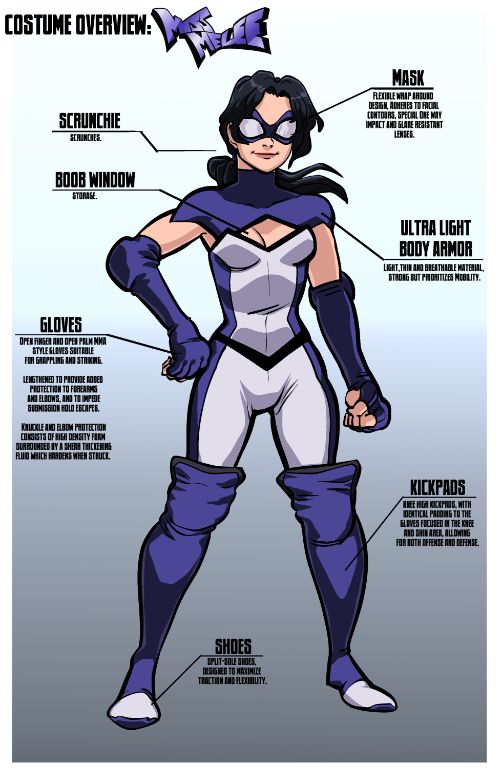 COSTUME OVERVIEW: MISS
MELEE
MASK
FLEXIBLE WRAP AROUND
DESIGN, ADHERES TO FACIAL
CONTOURS, SPECIAL ONE WAY
IMPACT AND GLARE RESISTANT
LENSES.
SCRUNCHIE
SCRUNCHES.
BOOB WINDOW
STORAGE.
ULTRA LIGHT
BODY ARMOR
LIGHT,THIN AND BREATHABLE MATERIAL,
STRONG BUT PRIORITIZES MOBILITY.
GLOVES
OPEN FINGER AND OPEN PALM MMA
STYLE GLOVES SUITABLE
FOR GRAPPLING AND STRIKING.
LENGTHENED TO PROVIDE ADDED
PROTECTION TO FOREARMS
AND ELBOWS, AND TO IMPEDE
SUBMISSION HOLD ESCAPES.
KNUCKLE AND ELBOW PROTECTION
CONSISTS OF HIGH DENSITY FOAM
SURROUNDED BY A SHEAR THICKENING
FLUID WHICH HARDENS WHEN STRUCK.
KICKPADS
KNEE HIGH KICKPADS, WITH
IDENTICAL PADDING TO THE
GLOVES FOCUSED IN THE KNEE
AND SHIN AREA, ALLOWING
FOR BOTH OFFENSE AND DEFENSE.
SHOES
SPLIT-SOLE SHOES,
DESIGNED TO MAXIMIZE
TRACTION AND FLEXIBILITY.